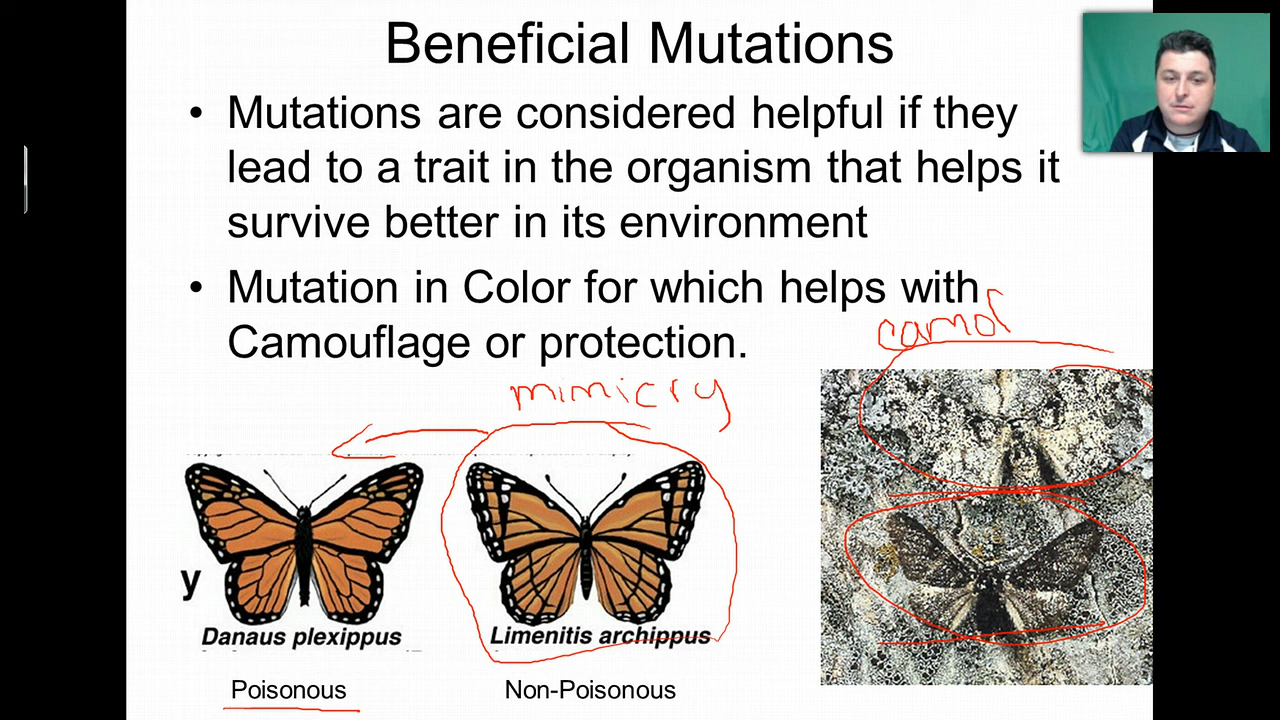 Beneficial Mutations
• Mutations are considered helpful if they
lead to a trait in the organism that helps it
survive better in its environment
• Mutation in Color for which helps with
Camouflage or protection.
camo
mimicry
y
Danaus plexippus
Limenitis archippus
Poisonous
Non-Poisonous